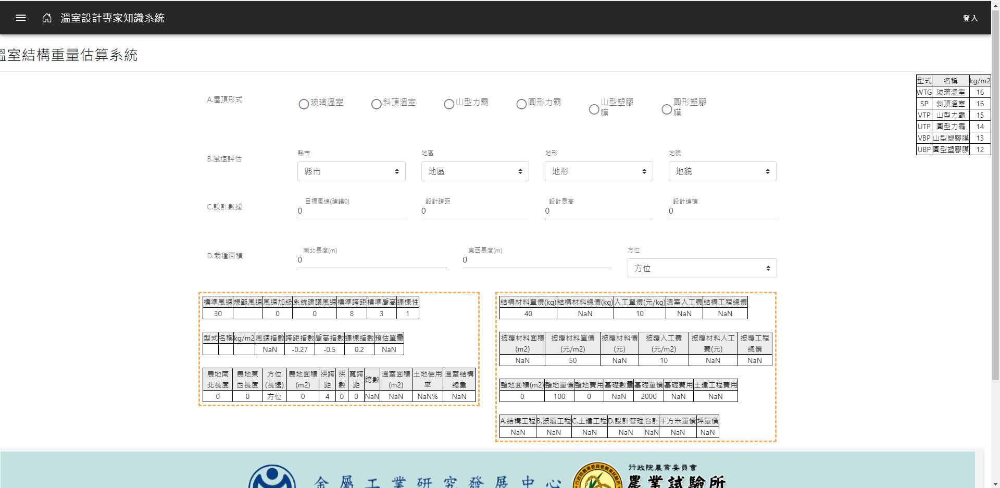 溫室設計專家知識系統
登入
溫室結構重量估算系統
型式 名稱 kg/m2
WTG 玻璃溫室 16
SP 斜頂溫室 16
VTP 山型力霸 15
UTP 圓型力霸 14
VBP 山型塑膠膜 13
UBP 圓型塑膠膜 12
A.屋頂形式
玻璃溫室
斜頂溫室
山型力霸
圓形力霸
山型塑膠
膜
圓形塑膠
膜
B.風速評估
縣市 地區 地形 地貌
縣市 地區 地形 地貌
C.設計數據
目標風速(建議0) 設計跨距 設計肩高 設計連棟
0 0 0 0
D.栽種面積
南北長度(m) 東西長度(m) 方位
0 0 方位
標準風速 規範風速 風速加級 系統建議風速 標準跨距 標準肩高 連棟性
30 0 0 8 3 1
型式 名稱 kg/m2 風速指數 跨距指數 肩高指數 連棟指數 預估單量
NaN -0.27 -0.5 0.2 NaN
農地南
北長度
農地東
西長度
方位
(長邊)
農地面積
(m2)
拱跨
距
拱
數
寬跨
距
跨數
溫室面積
(m2)
土地使用
率
溫室結構
總重
0 0 方位 0 4 0 0 NaN NaN NaN% NaN
結構材料單價(kg) 結構材料總價(kg) 人工單價(元/kg) 溫室人工費 結構工程總價
40 NaN 10 NaN NaN
披覆材料面積
(m2)
披覆材料單價
(元/m2)
披覆材料價
(元)
披覆人工費
(元/m2)
披覆材料人工
費(元)
披覆工程
總價
NaN 50 NaN 10 NaN NaN
整地面積(m2) 整地單價 整地費用 基礎數量 基礎單價 基礎費用 土建工程費用
0 100 0 NaN 2000 NaN NaN
A.結構工程 B.披覆工程 C.土建工程 D.設計管理 合計 平方米單價 坪單價
NaN NaN NaN NaN NaN NaN NaN
金屬工業研究發展中心
行政院農業委員會
農業試驗所